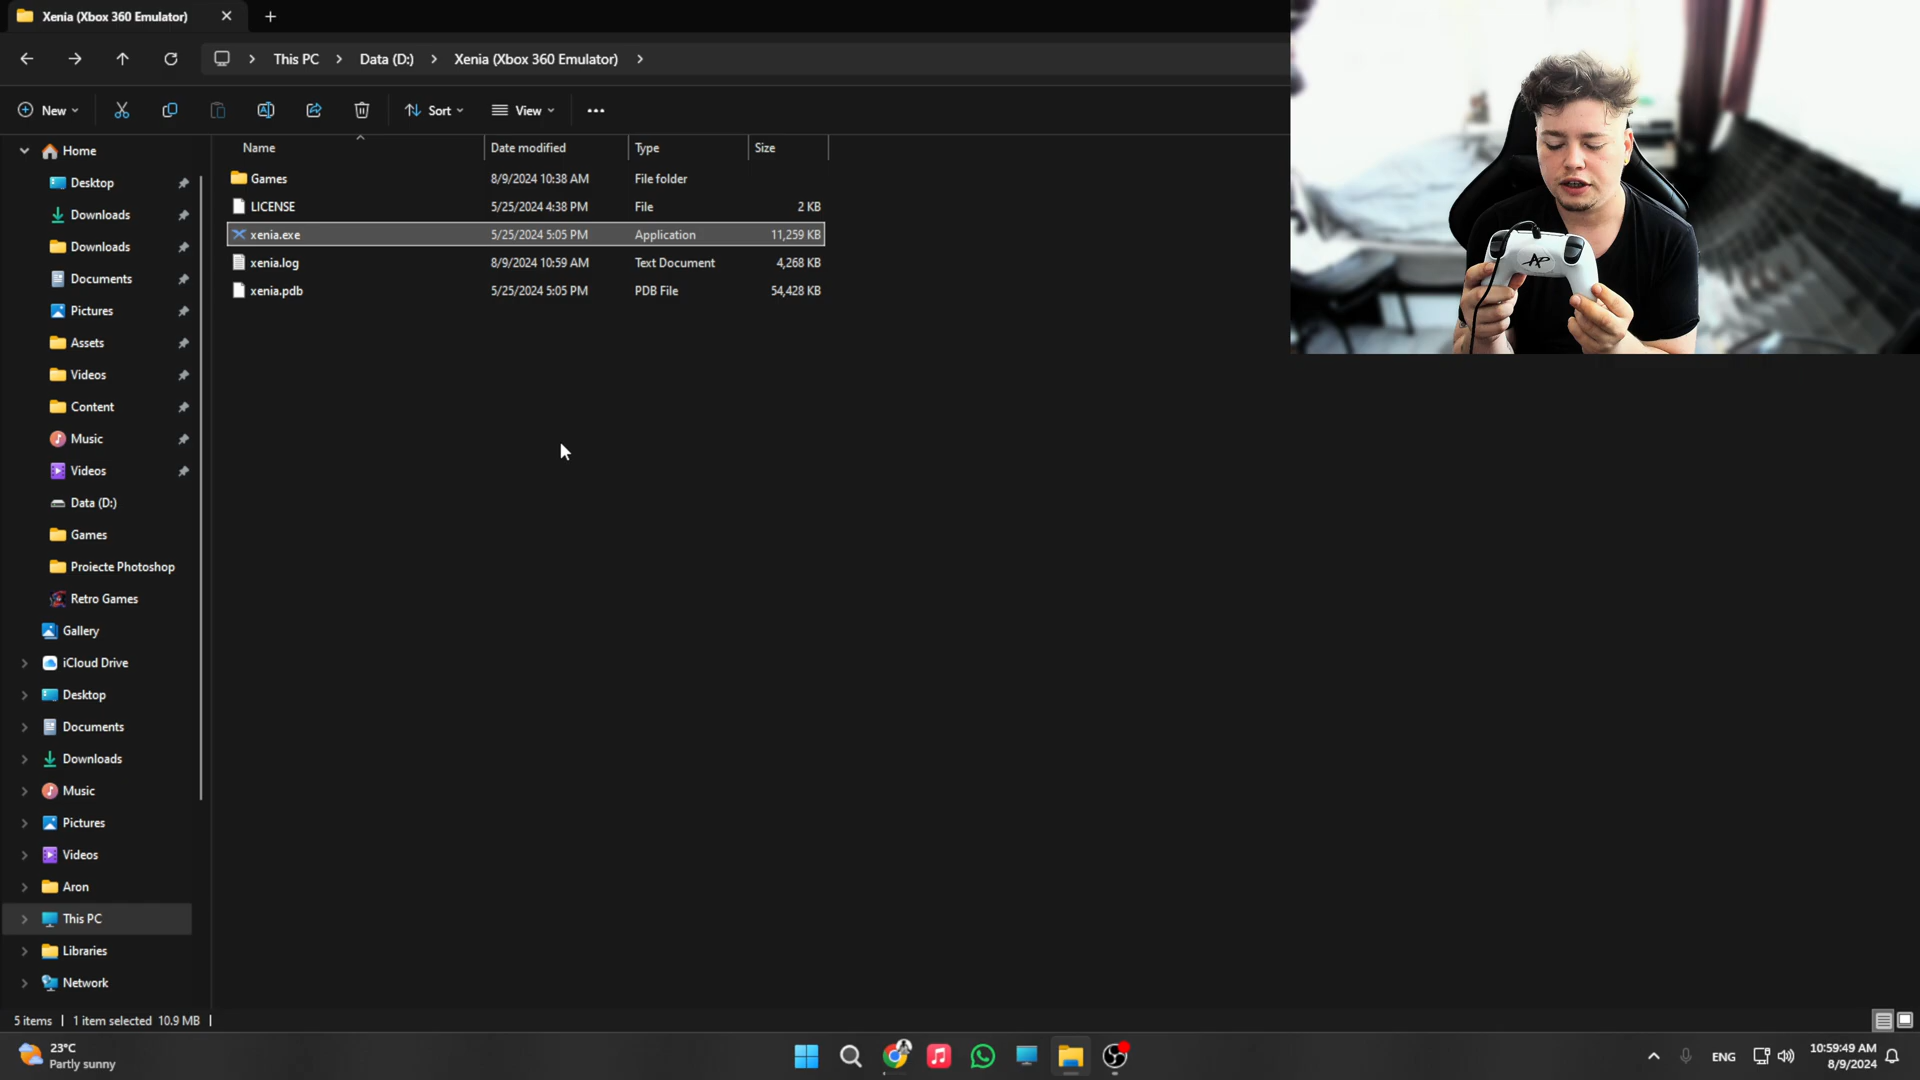 Xenia (Xbox 360 Emulator)
This PC
Data (D:)
Xenia (Xbox 360 Emulator)
New
Sort
View
Name
Date modified
Type
Size
Games
8/9/2024 10:38 AM
File folder
LICENSE
5/25/2024 4:38 PM
File
2 KB
xenia.exe
5/25/2024 5:05 PM
Application
11,259 KB
xenia.log
8/9/2024 10:59 AM
Text Document
4,268 KB
xenia.pdb
5/25/2024 5:05 PM
PDB File
54,428 KB
Home
Desktop
Downloads
Downloads
Documents
Pictures
Assets
Videos
Content
Music
Videos
Data (D:)
Games
Proiecte Photoshop
Retro Games
Gallery
iCloud Drive
Desktop
Documents
Downloads
Music
Pictures
Videos
Aron
This PC
Libraries
Network
5 items
1 item selected 10.9 MB
AP
23°C
Partly sunny
ENG
10:59:49 AM
8/9/2024